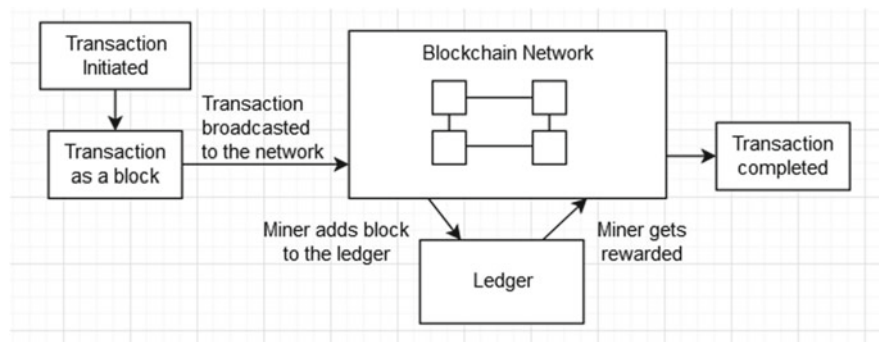 Transaction
Initiated
Transaction
as a block
Transaction
broadcasted
to the network
Blockchain Network
Miner adds block
to the ledger
Ledger
Miner gets
rewarded
Transaction
completed